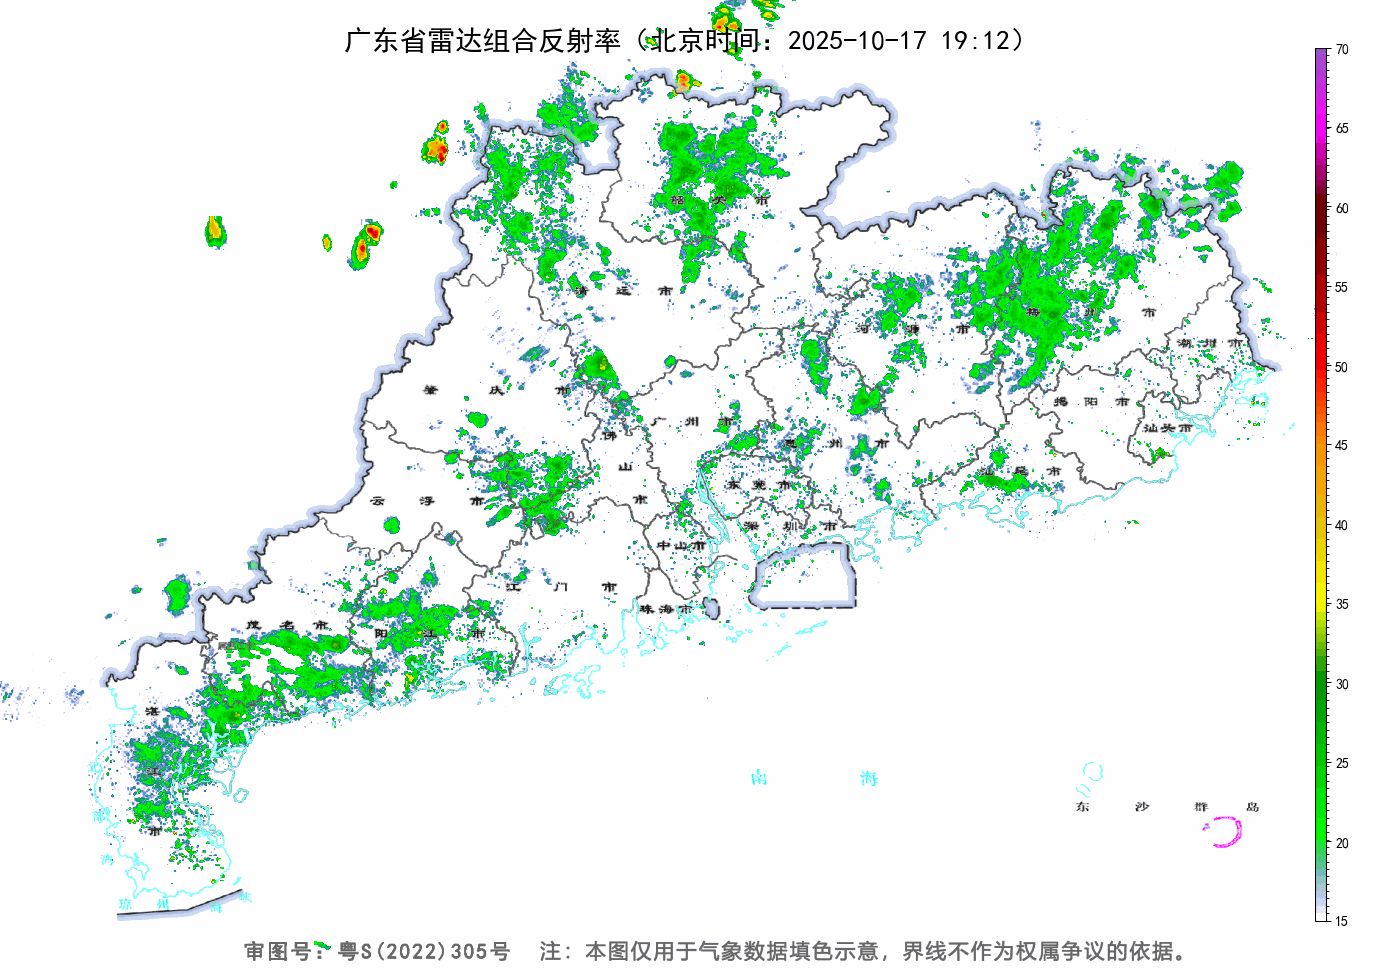 广东省雷达组合反射率（北京时间：2025-10-17 19:12）
70
65
60
55
50
45
40
35
30
25
20
15
韶关市
清远市
河源市
梅州市
潮州市
肇庆市
广州市
佛山市
惠州市
揭阳市
汕头市
云浮市
东莞市
汕尾市
深圳市
中山市
江门市
珠海市
茂名市
阳江市
湛江市
南海
东沙群岛
琼州海峡
审图号：粤S(2022)305号 注：本图仅用于气象数据填色示意，界线不作为权属争议的依据。